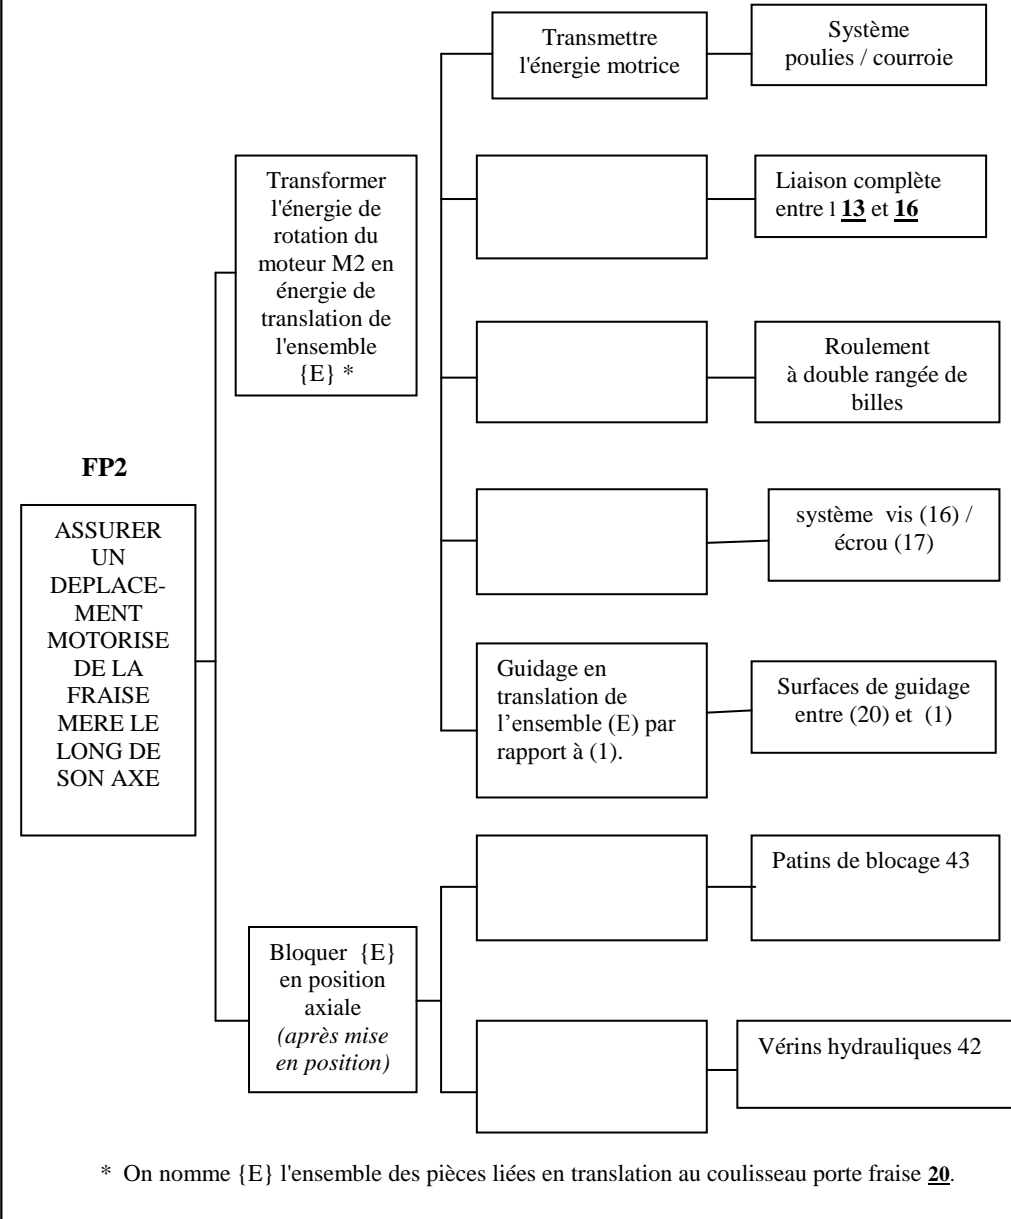 Transmettre
l'énergie motrice
Système
poulies / courroie
Transformer
l'énergie de
rotation du
moteur M2 en
énergie de
translation de
l'ensemble
{E} *
Liaison complète
entre l 13 et 16
Roulement
à double rangée de
billes
FP2
ASSURER
UN
DEPLACE-
MENT
MOTORISE
DE LA
FRAISE
MERE LE
LONG DE
SON AXE
système vis (16) /
écrou (17)
Guidage en
translation de
l’ensemble (E) par
rapport à (1).
Surfaces de guidage
entre (20) et (1)
Bloquer {E}
en position
axiale
(après mise
en position)
Patins de blocage 43
Vérins hydrauliques 42
* On nomme {E} l'ensemble des pièces liées en translation au coulisseau porte fraise 20.